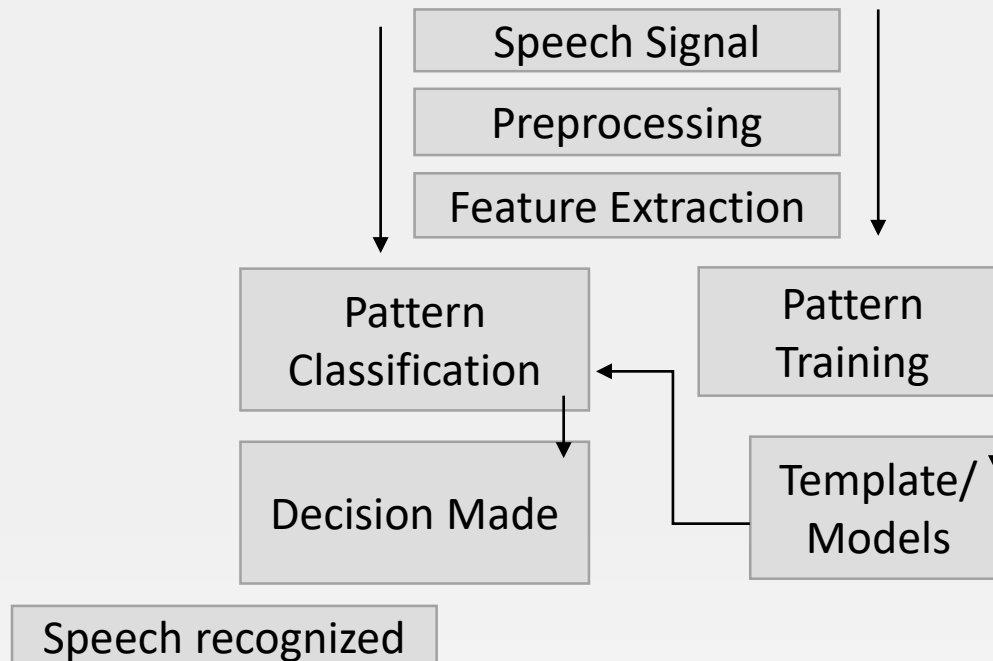 Speech Signal
Preprocessing
Feature Extraction
Pattern
Classification
Pattern
Training
Decision Made
Template/
Models
Speech recognized